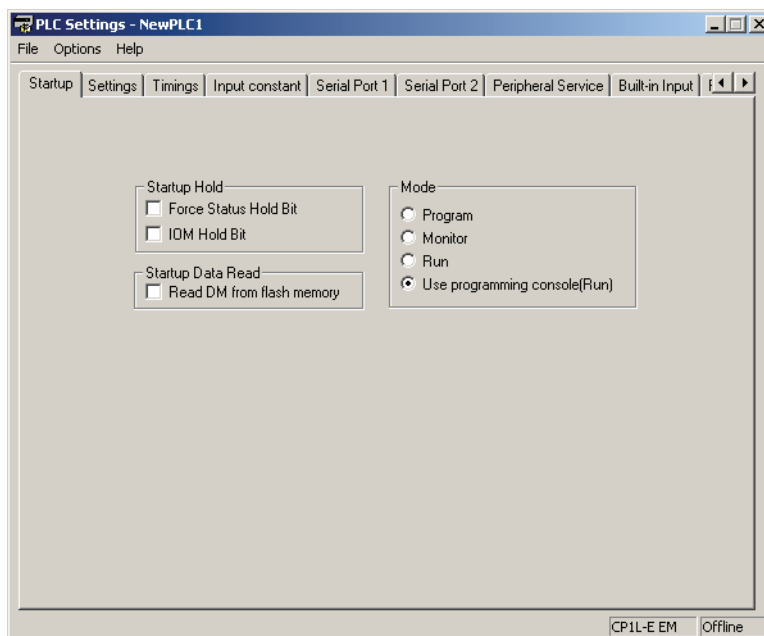 PLC Settings - NewPLC1
File Options Help
Startup Settings Timings Input constant Serial Port 1 Serial Port 2 Peripheral Service Built-in Input
Startup Hold
Force Status Hold Bit
IOM Hold Bit
Startup Data Read
Read DM from flash memory
Mode
Program
Monitor
Run
Use programming console(Run)
CP1L-E EM Offline